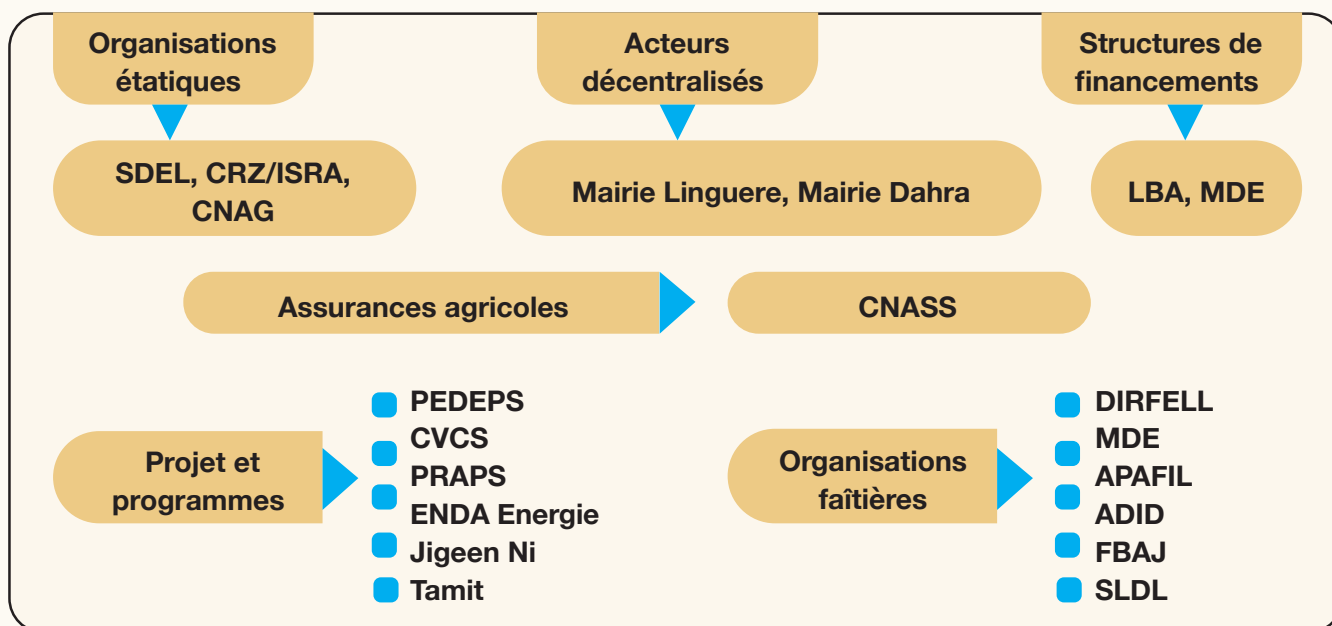 Organisations
étatiques
Acteurs
décentralisés
Structures de
financements
SDEL, CRZ/ISRA,
CNAG
Mairie Linguere, Mairie Dahra
LBA, MDE
Assurances agricoles
CNASS
Projet et
programmes
PEDEPS
CVCS
PRAPS
ENDA Energie
Jigeen Ni
Tamit
Organisations
faîtières
DIRFELL
MDE
APAFIL
ADID
FBAJ
SLDL